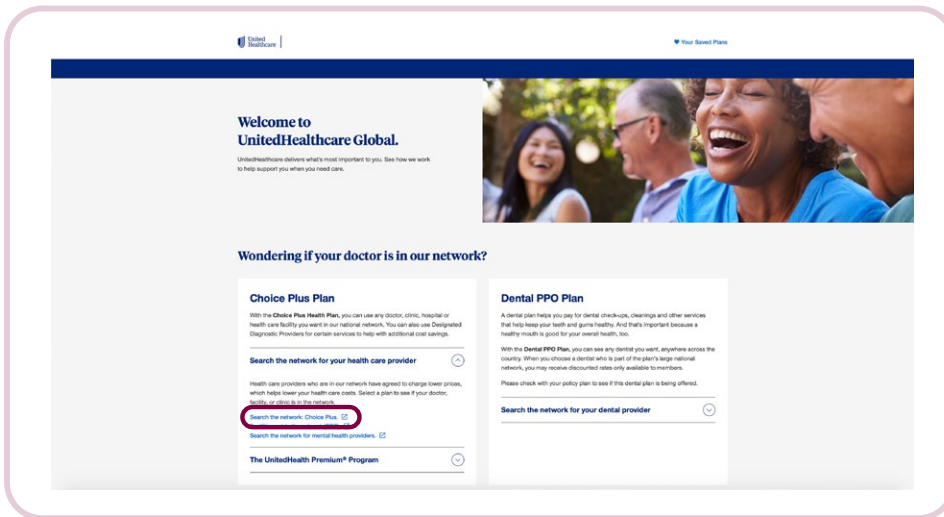 United
Healthcare
Your Saved Plans
Welcome to
UnitedHealthcare Global.
UnitedHealthcare delivers what's most important to you. See how we work
to help support you when you need care.
Wondering if your doctor is in our network?
Choice Plus Plan
With the Choice Plus Health Plan, you can use any doctor, clinic, hospital or
health care facility you want in our national network. You can also use Designated
Diagnostic Providers for certain services to help with additional cost savings.
Search the network for your health care provider
Health care providers who are in our network have agreed to charge lower prices,
which helps lower your health care costs. Select a plan to see if your doctor,
facility, or clinic is in the network.
Search the network: Choice Plus.
Search the network for mental health providers.
The UnitedHealth Premium® Program
Dental PPO Plan
A dental plan helps you pay for dental check-ups, cleanings and other services
that help keep your teeth and gums healthy. And that's important because a
healthy mouth is good for your overall health, too.
With the Dental PPO Plan, you can see any dentist you want, anywhere across the
country. When you choose a dentist who is part of the plan's large national
network, you may receive discounted rates only available to members.
Please check with your policy plan to see if this dental plan is being offered.
Search the network for your dental provider